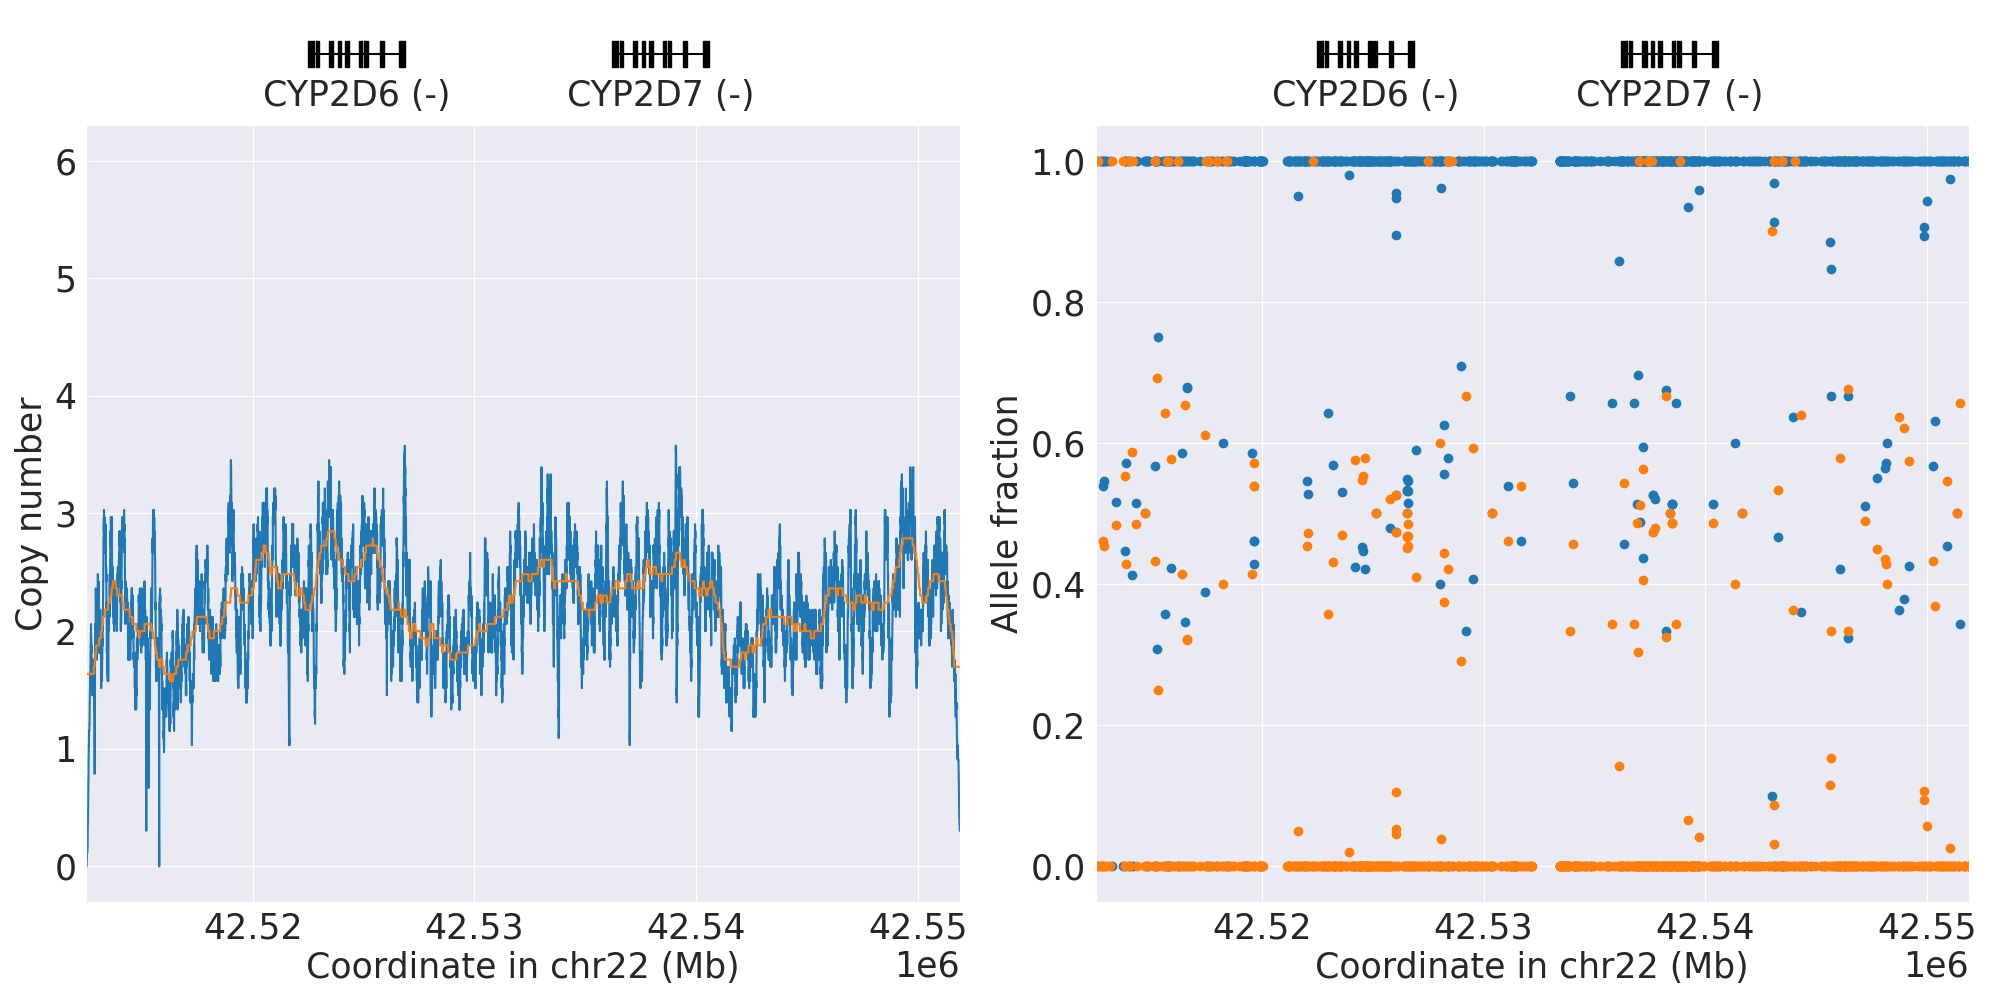 CYP2D6 (-) CYP2D7 (-)
6
5
4
3
2
1
0
Copy number
42.52 42.53 42.54 42.55
Coordinate in chr22 (Mb)
1e6
CYP2D6 (-) CYP2D7 (-)
1.0
0.8
0.6
0.4
0.2
0.0
Allele fraction
42.52 42.53 42.54 42.55
Coordinate in chr22 (Mb)
1e6